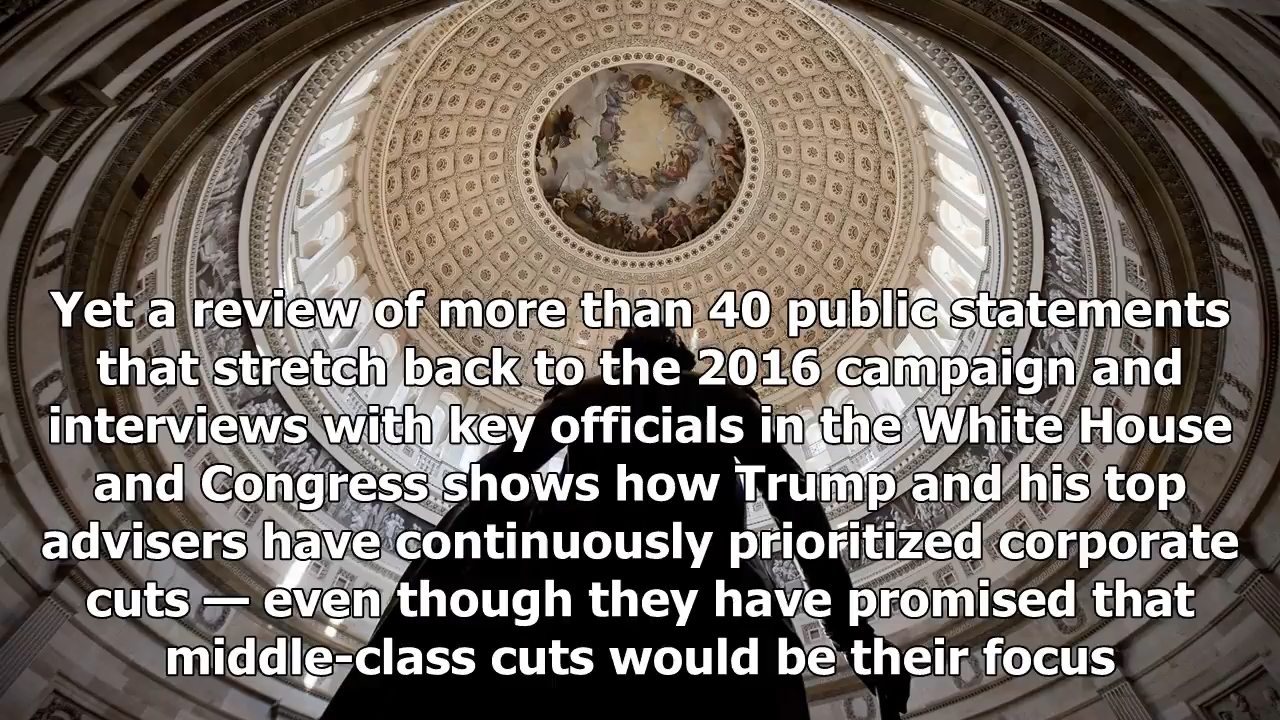 Yet a review of more than 40 public statements
that stretch back to the 2016 campaign and
interviews with key officials in the White House
and Congress shows how Trump and his top
advisers have continuously prioritized corporate
cuts — even though they have promised that
middle-class cuts would be their focus